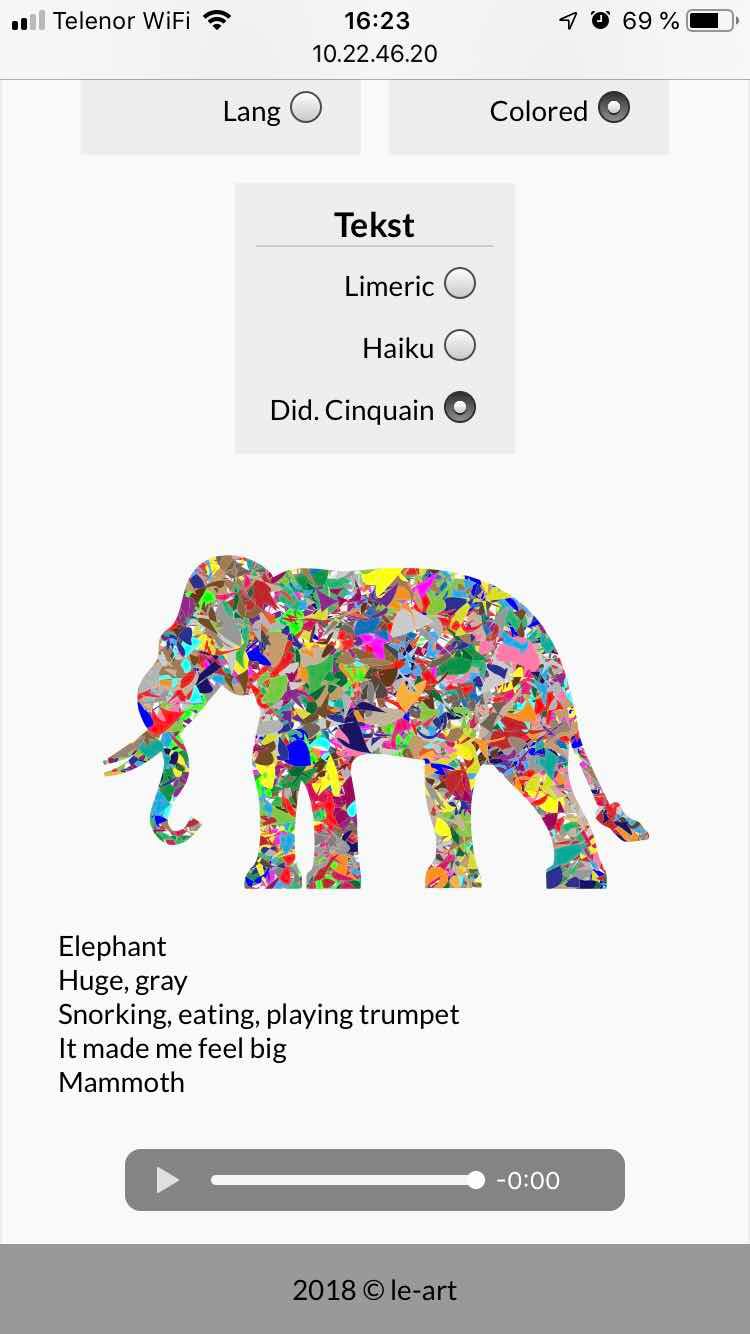 Telenor WiFi 16:23 69 %
10.22.46.20
Lang Colored
Tekst
Limeric
Haiku
Did. Cinquain
Elephant
Huge, gray
Snorking, eating, playing trumpet
It made me feel big
Mammoth
-0:00
2018 © le-art